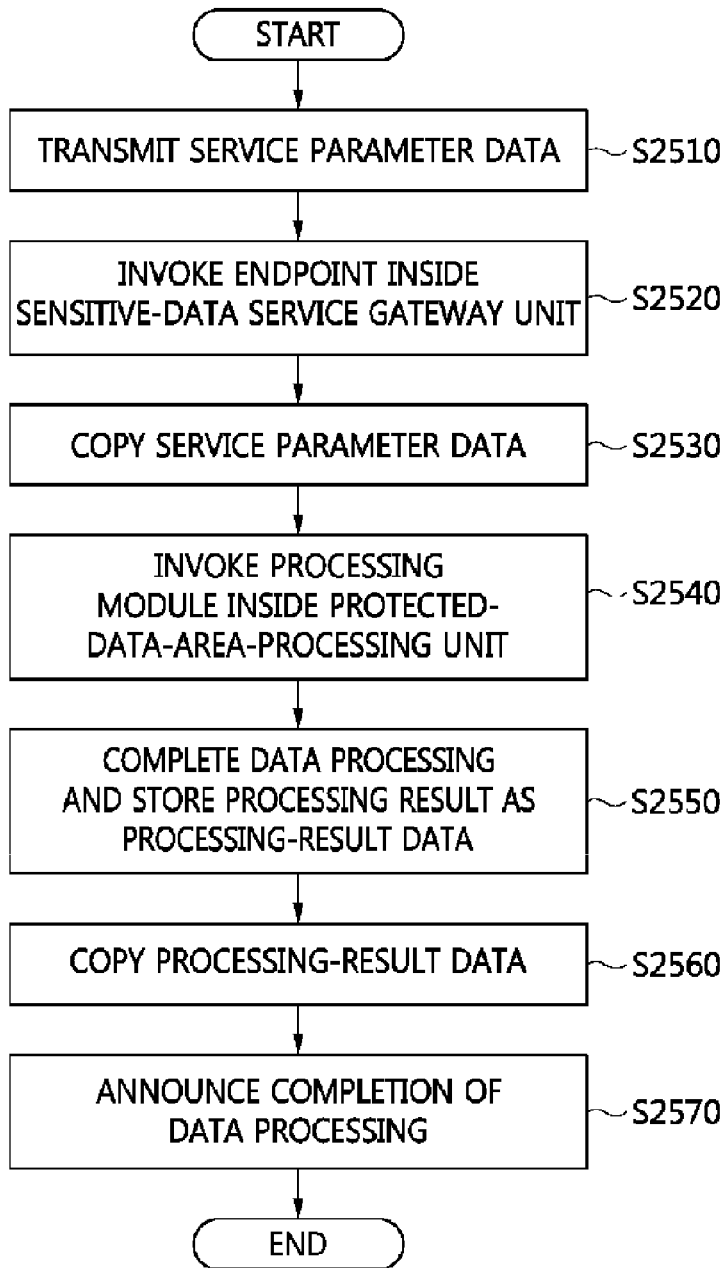 START
TRANSMIT SERVICE PARAMETER DATA
S2510
INVOKE ENDPOINT INSIDE
SENSITIVE-DATA SERVICE GATEWAY UNIT
S2520
COPY SERVICE PARAMETER DATA
S2530
INVOKE PROCESSING
MODULE INSIDE PROTECTED-
DATA-AREA-PROCESSING UNIT
S2540
COMPLETE DATA PROCESSING
AND STORE PROCESSING RESULT AS
PROCESSING-RESULT DATA
S2550
COPY PROCESSING-RESULT DATA
S2560
ANNOUNCE COMPLETION OF
DATA PROCESSING
S2570
END